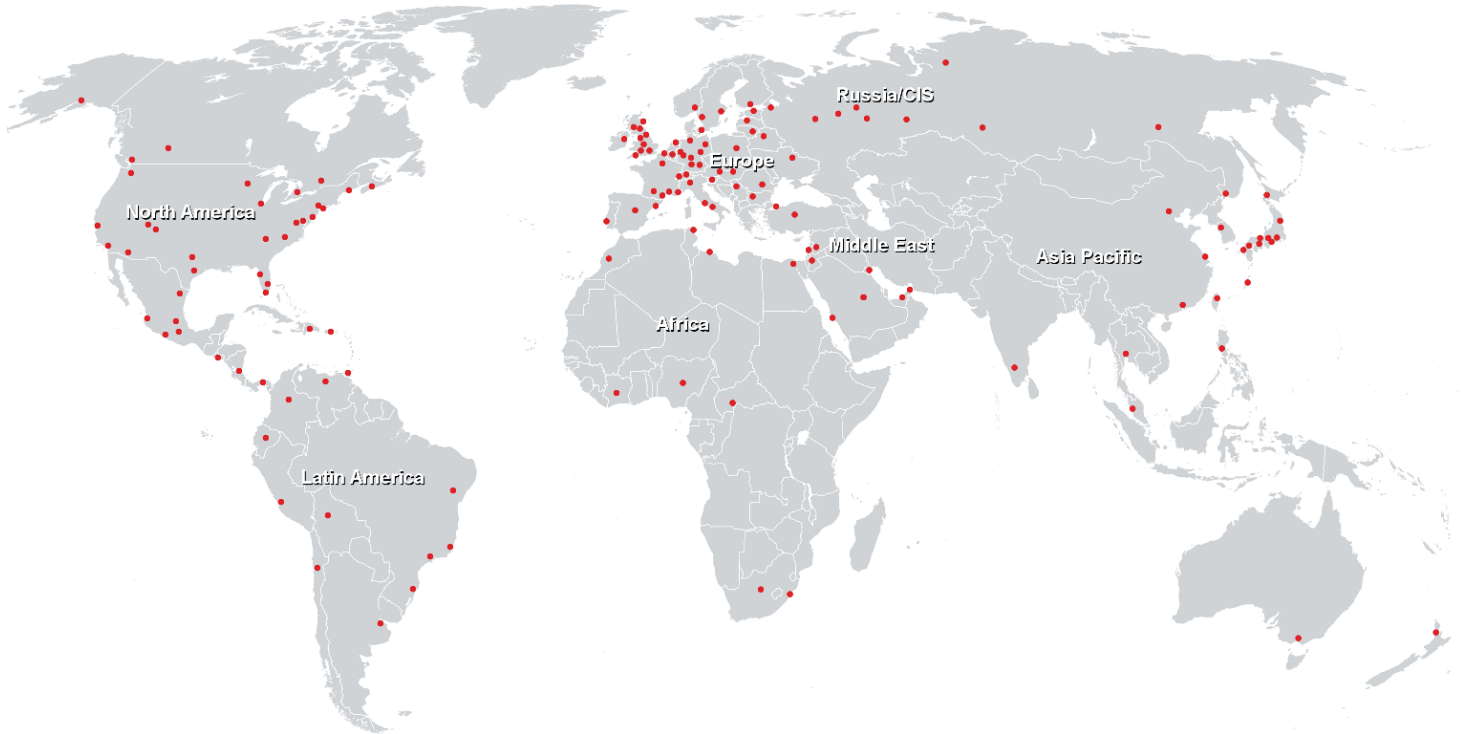 Russia/CIS
Europe
North America
Middle East
Asia Pacific
Africa
Latin America